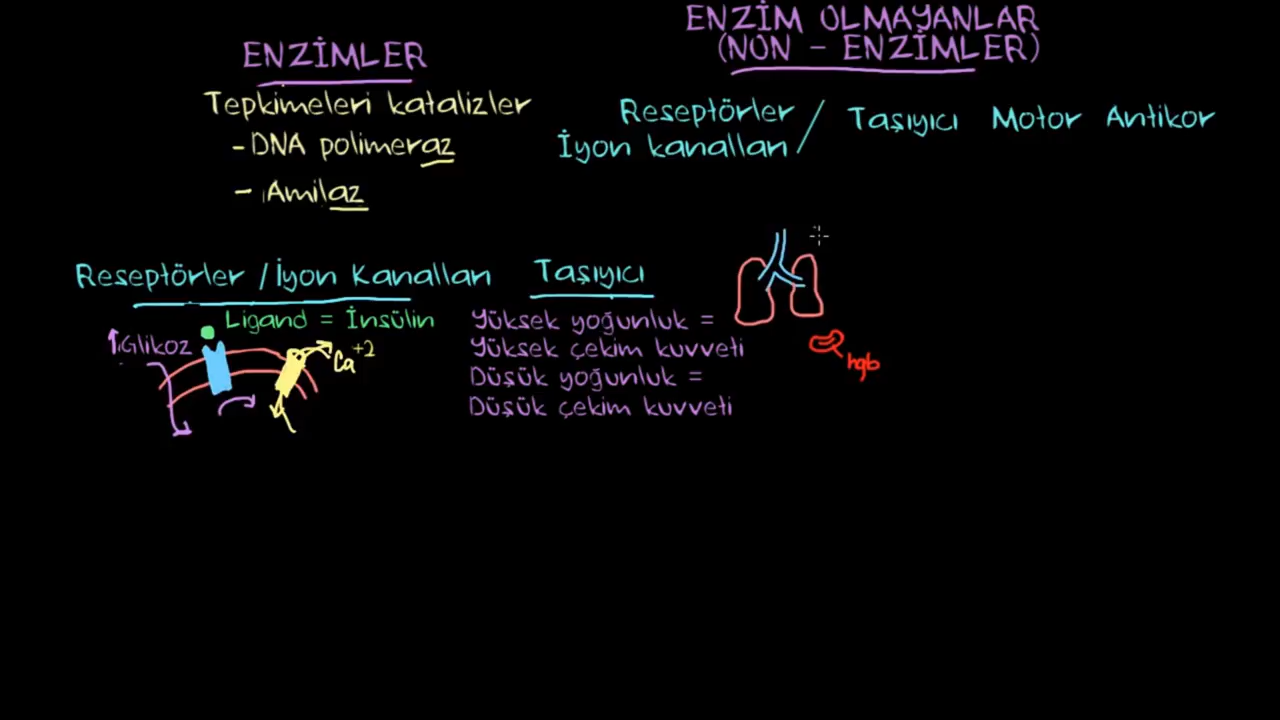 ENZİMLER
Tepkimeleri katalizler
- DNA polimeraz
- Amilaz
ENZİM OLMAYANLAR
(NON - ENZİMLER)
Reseptörler / Taşıyıcı Motor Antikor
İyon kanalları
Reseptörler / İyon Kanalları
Ligand = İnsülin
↑Glikoz
Ca+2
Taşıyıcı
Yüksek yoğunluk =
Yüksek çekim kuvveti
Düşük yoğunluk =
Düşük çekim kuvveti
hgb